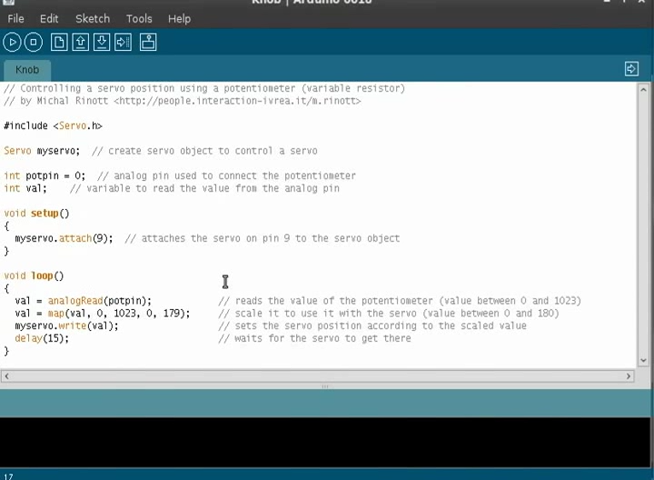 Knob | Arduino 0018
File Edit Sketch Tools Help
Knob
// Controlling a servo position using a potentiometer (variable resistor)
// by Michal Rinott <http://people.interaction-ivrea.it/m.rinott>
#include <Servo.h>
Servo myservo;  // create servo object to control a servo
int potpin = 0;  // analog pin used to connect the potentiometer
int val;    // variable to read the value from the analog pin
void setup()
{
  myservo.attach(9);  // attaches the servo on pin 9 to the servo object
}
void loop()
{
  val = analogRead(potpin);            // reads the value of the potentiometer (value between 0 and 1023)
  val = map(val, 0, 1023, 0, 179);     // scale it to use it with the servo (value between 0 and 180)
  myservo.write(val);                  // sets the servo position according to the scaled value
  delay(15);                           // waits for the servo to get there
}
17